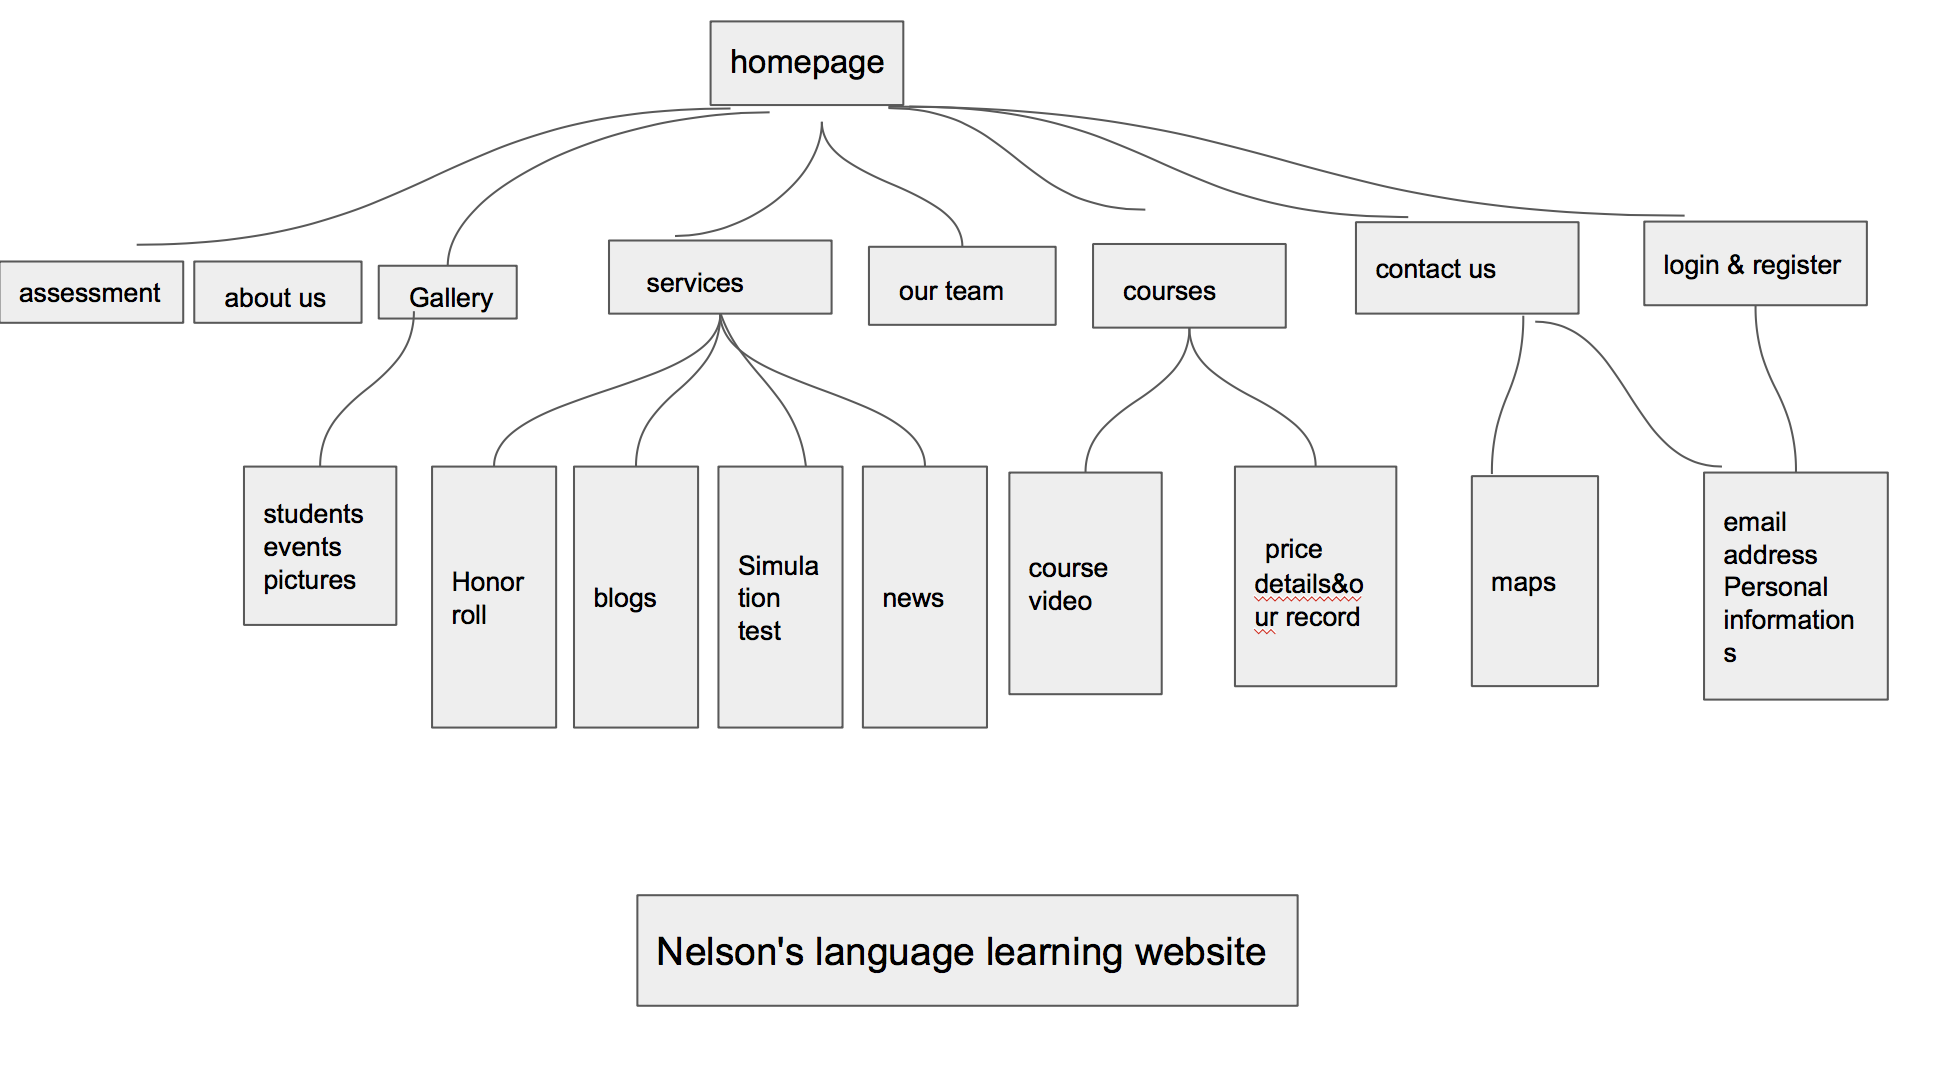 homepage
assessment
about us
Gallery
services
our team
courses
contact us
login & register
students
events
pictures
Honor
roll
blogs
Simula
tion
test
news
course
video
price
details&o
ur record
maps
email
address
Personal
information
s
Nelson's language learning website